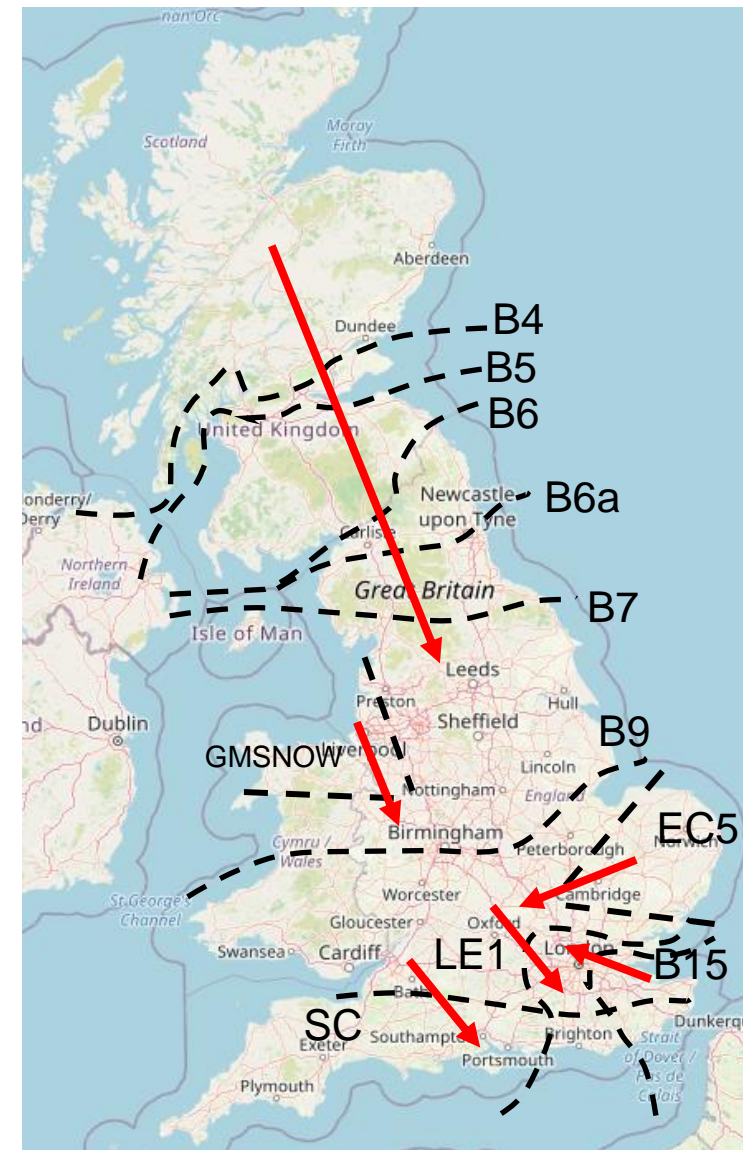 nan Orc
Scotland
Moray
Firth
Aberdeen
Dundee
B4
B5
B6
United Kingdom
B6a
Newcastle
upon Tyne
Carlisle
Derry
Northern
Ireland
Great Britain
B7
Isle of Man
Leeds
Preston
Hull
Sheffield
Dublin
B9
GMSNOW
Liverpool
Lincoln
Nottingham
England
EC5
Norwich
Birmingham
Peterborough
Cymru /
Wales
Cambridge
Worcester
St George's
Channel
Gloucester
Oxford
LE1
London
Swansea
Cardiff
B15
Bath
SC
Dunkerqu
Exeter
Southampton
Brighton
Strait
of Dover /
Pas de
Calais
Portsmouth
Plymouth